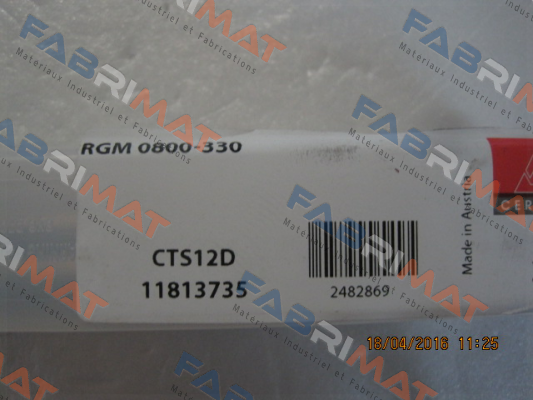 RGM 0800-330
CTS12D
11813735
2482869
Made in Austria
CER
18/04/2016 11:25
FABRIMAT
Materiaux Industriel et Fabrications